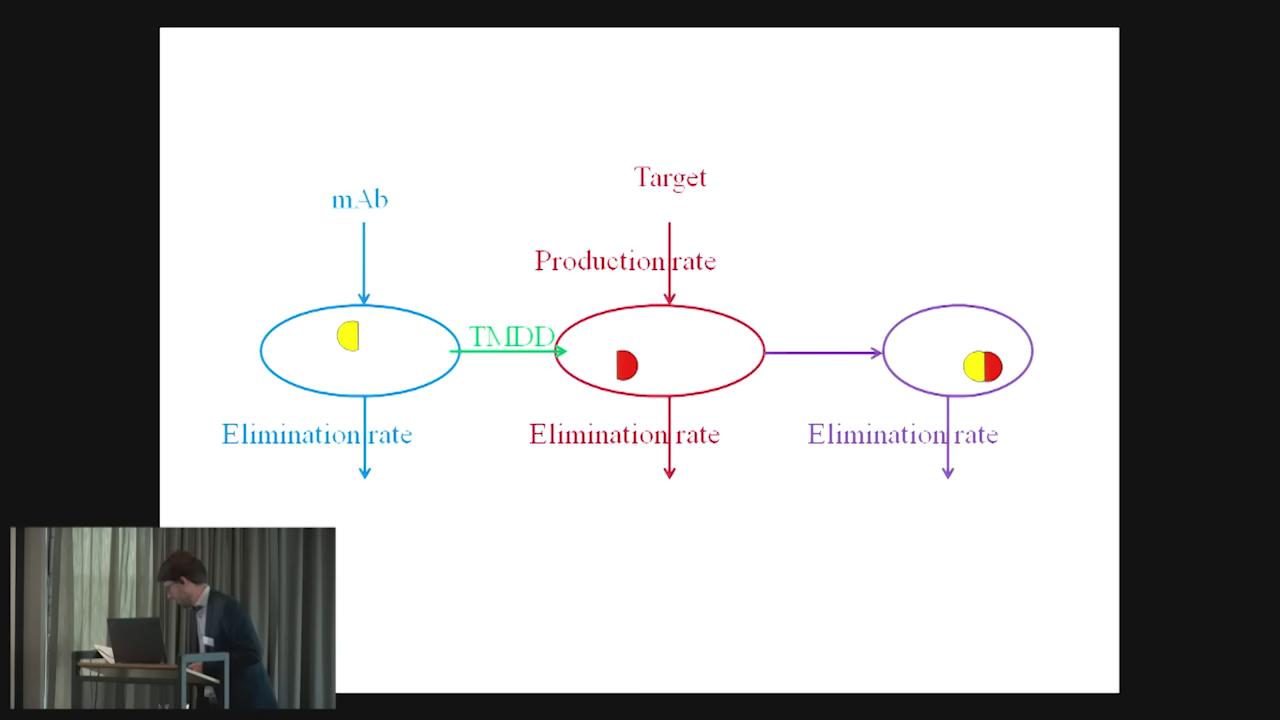 Target
mAb
Production rate
TMDD
Elimination rate
Elimination rate
Elimination rate